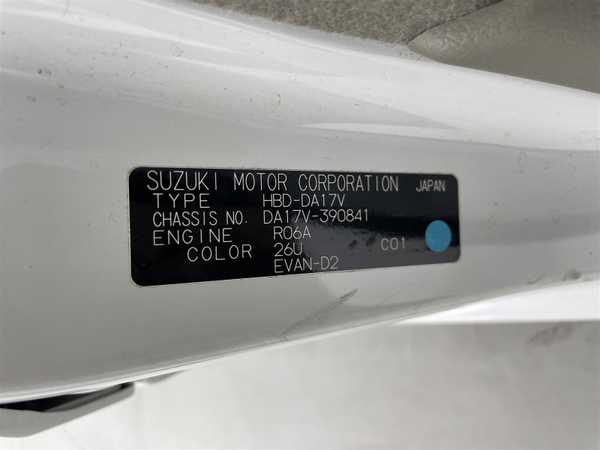 SUZUKI MOTOR CORPORATION JAPAN
TYPE HBD-DA17V
CHASSIS NO. DA17V-390841
ENGINE R06A
COLOR 26U C01
EVAN-D2